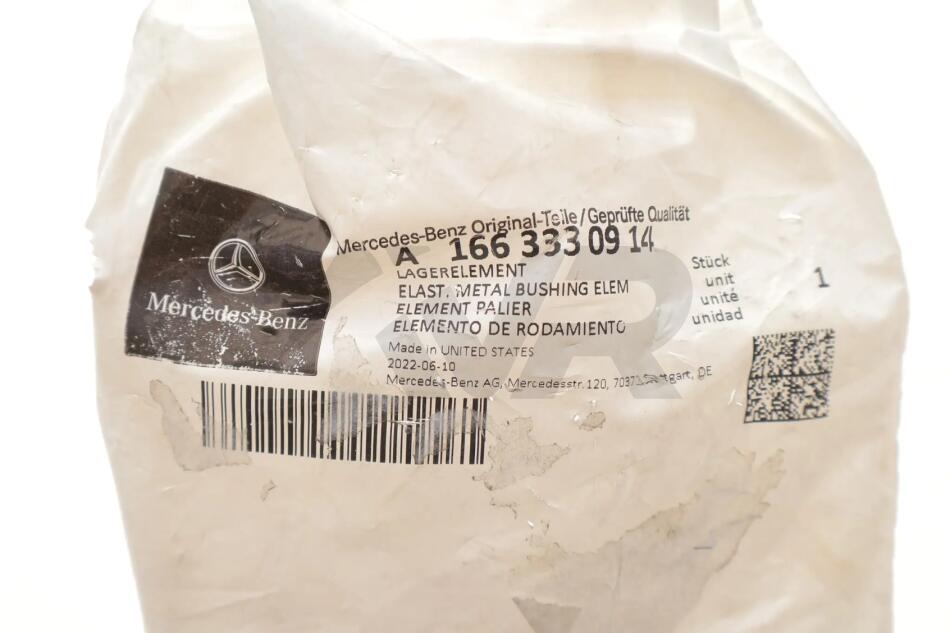 Mercedes-Benz
Mercedes-Benz Original-Teile / Geprüfte Qualität
A 166 333 09 14
LAGERELEMENT
ELAST. METAL BUSHING ELEM
ELEMENT PALIER
ELEMENTO DE RODAMIENTO
Stück
unit
unité
unidad
1
Made in UNITED STATES
2022-06-10
Mercedes-Benz AG, Mercedesstr. 120, DE